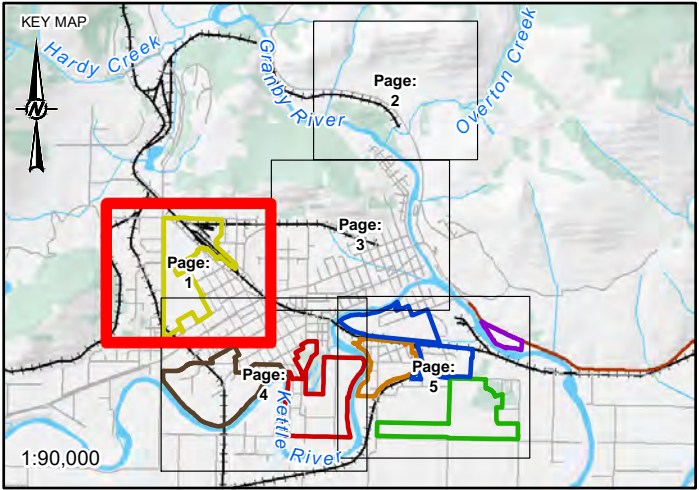 KEY MAP
Hardy Creek
N
Granby River
Page:
2
Overton Creek
Page:
3
Page:
1
Page:
4
Page:
5
Kettle River
1:90,000